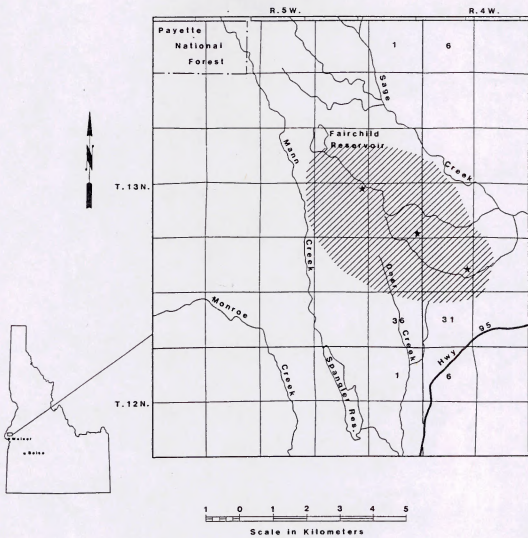 R.5W. R.4W.
Payette
National
Forest
1 6
Sage
Creek
Fairchild
Reservoir
Mann
Creek
N
T.13N.
Deer
Creek
36 31
Monroe
Creek
Hwy 95
1 6
Spangler Res.
T.12N.
Weiser
Boise
1 0 1 2 3 4 5
Scale in Kilometers